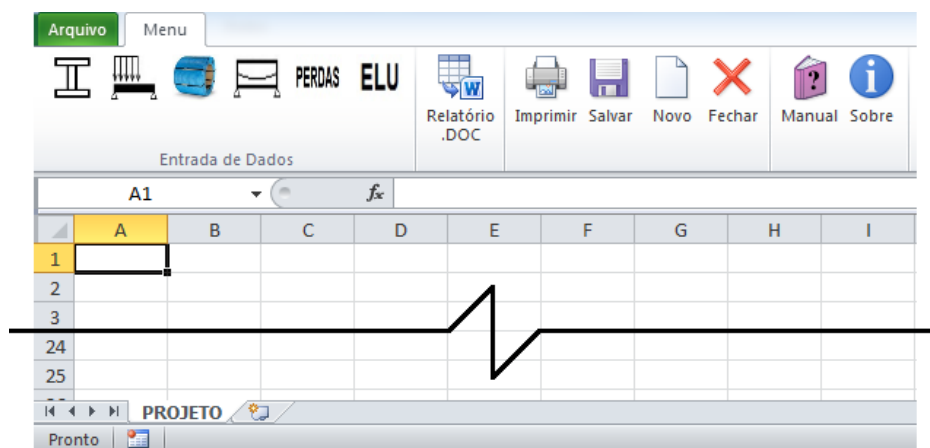 Arquivo Menu
PERDAS ELU
Relatório .DOC
Imprimir Salvar Novo Fechar Manual Sobre
Entrada de Dados
A1 fx
A B C D E F G H I
1
2
3
24
25
PROJETO
Pronto